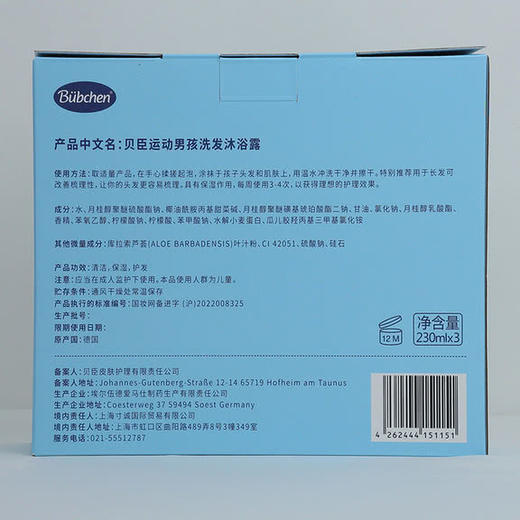 Bübchen
产品中文名：贝臣运动男孩洗发沐浴露
使用方法：取适量产品，在手心揉搓起泡，涂抹于孩子头发和肌肤上，用温水冲洗干净并擦干。特别推荐用于长发可
改善梳理性，让你的头发更容易梳理。具有保湿作用，每周使用3-4次，以获得理想的护理效果。
成分：水、月桂醇聚醚硫酸酯钠、椰油酰胺丙基甜菜碱、月桂醇聚醚磺基琥珀酸酯二钠、甘油、氯化钠、月桂醇乳酸酯、
香精、苯氧乙醇、柠檬酸钠、柠檬酸、苯甲酸钠、水解小麦蛋白、瓜儿胶羟丙基三甲基氯化铵
其他微量成分：库拉索芦荟(ALOE BARBADENSIS)叶汁粉、CI 42051、硫酸钠、硅石
产品功效：清洁，保湿，护发
注意：应当在成人监护下使用。本品使用人群为儿童。
贮存条件：通风干燥处常温保存
产品执行的标准编号：国妆网备进字（沪）2022008325
生产批号：
限期使用日期：
原产国：德国
12 M
净含量
230mlx3
备案人：贝臣皮肤护理有限责任公司
备案人地址：Johannes-Gutenberg-Straße 12-14 65719 Hofheim am Taunus
生产企业：埃尔伍德爱马仕制药生产有限公司
生产企业地址：Coesterweg 37 59494 Soest Germany
境内责任人：上海寸诚国际贸易有限公司
境内责任人地址：上海市虹口区曲阳路489弄8号3幢349室
服务电话：021-55512787
4 262444 151151